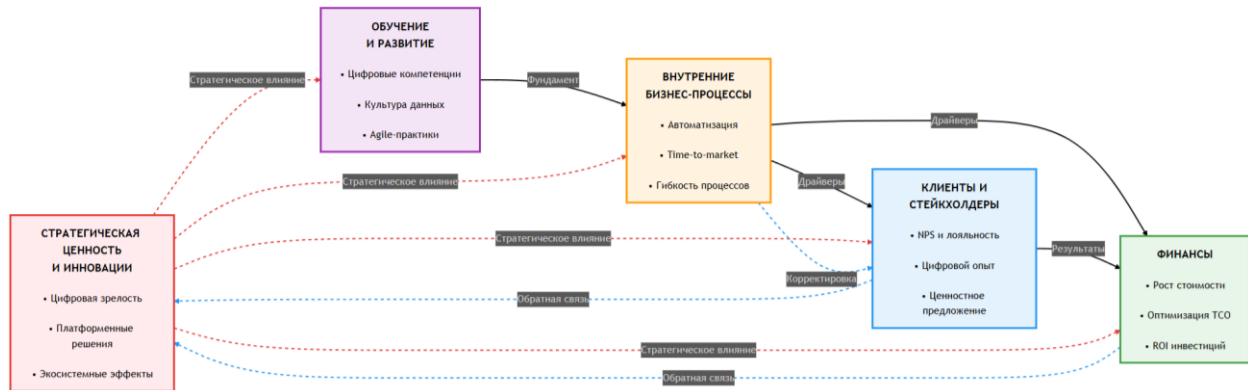 ОБУЧЕНИЕ
И РАЗВИТИЕ
• Цифровые компетенции
• Культура данных
• Agile-практики
Стратегическое влияние
Фундамент
ВНУТРЕННИЕ
БИЗНЕС-ПРОЦЕССЫ
• Автоматизация
• Time-to-market
• Гибкость процессов
Драйверы
Стратегическое влияние
Драйверы
КЛИЕНТЫ И
СТЕЙКХОЛДЕРЫ
• NPS и лояльность
• Цифровой опыт
• Ценностное
предложение
СТРАТЕГИЧЕСКАЯ
ЦЕННОСТЬ
И ИННОВАЦИИ
• Цифровая зрелость
• Платформенные
решения
• Экосистемные эффекты
Стратегическое влияние
Результаты
Корректировка
Обратная связь
ФИНАНСЫ
• Рост стоимости
• Оптимизация TCO
• ROI инвестиций
Стратегическое влияние
Обратная связь